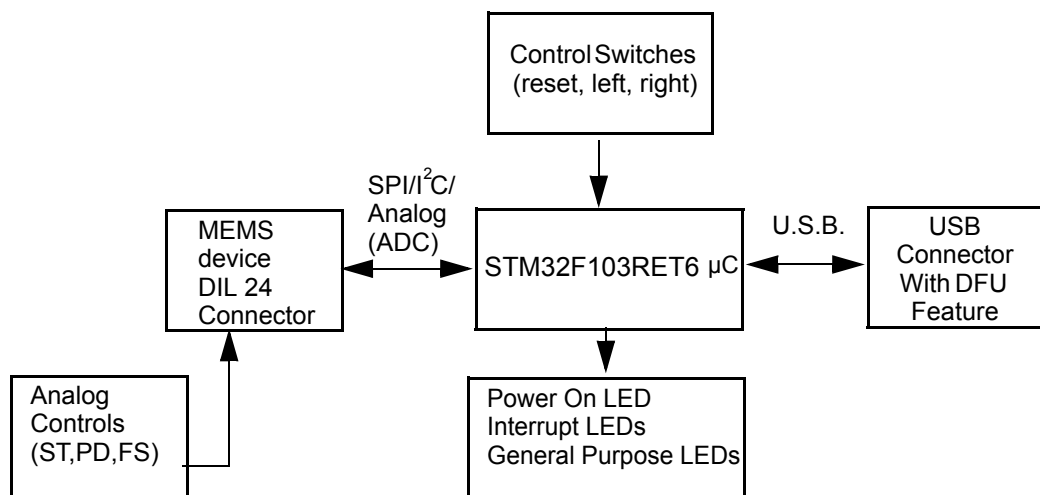 Control Switches
(reset, left, right)
SPI/I²C/
Analog
(ADC)
MEMS
device
DIL 24
Connector
STM32F103RET6 µC
U.S.B.
USB
Connector
With DFU
Feature
Analog
Controls
(ST,PD,FS)
Power On LED
Interrupt LEDs
General Purpose LEDs